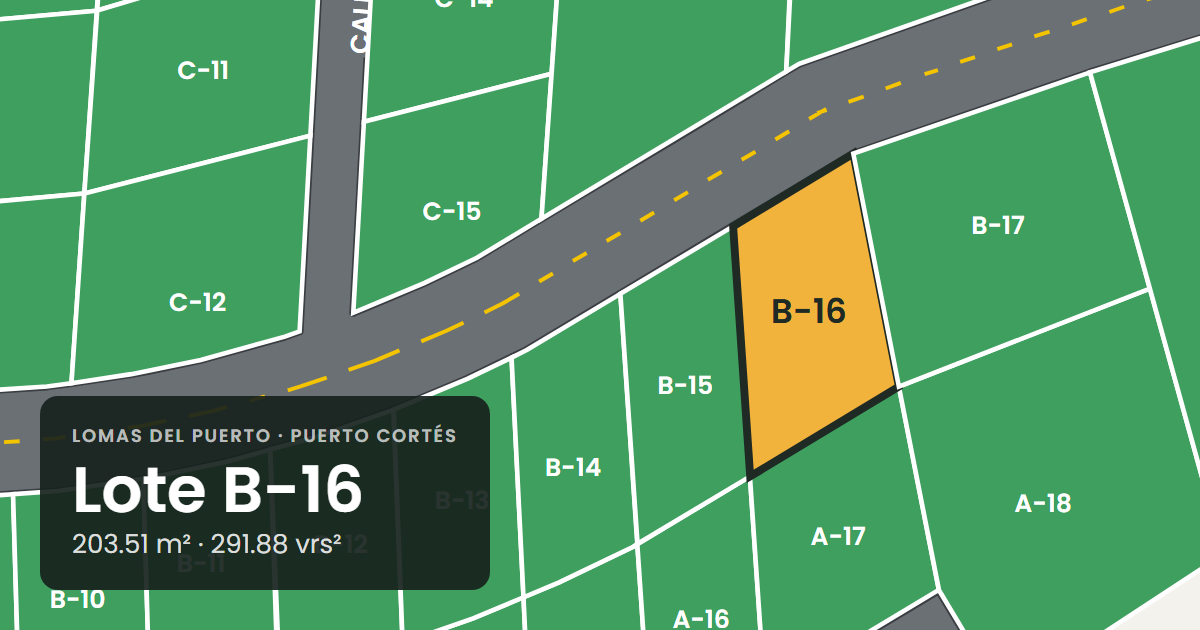 C-14
CALL
C-11
C-15
B-17
C-12
B-16
B-15
LOMAS DEL PUERTO · PUERTO CORTÉS
Lote B-16
203.51 m² · 291.88 vrs²
B-14
B-13
B-11
A-18
A-17
B-10
A-16